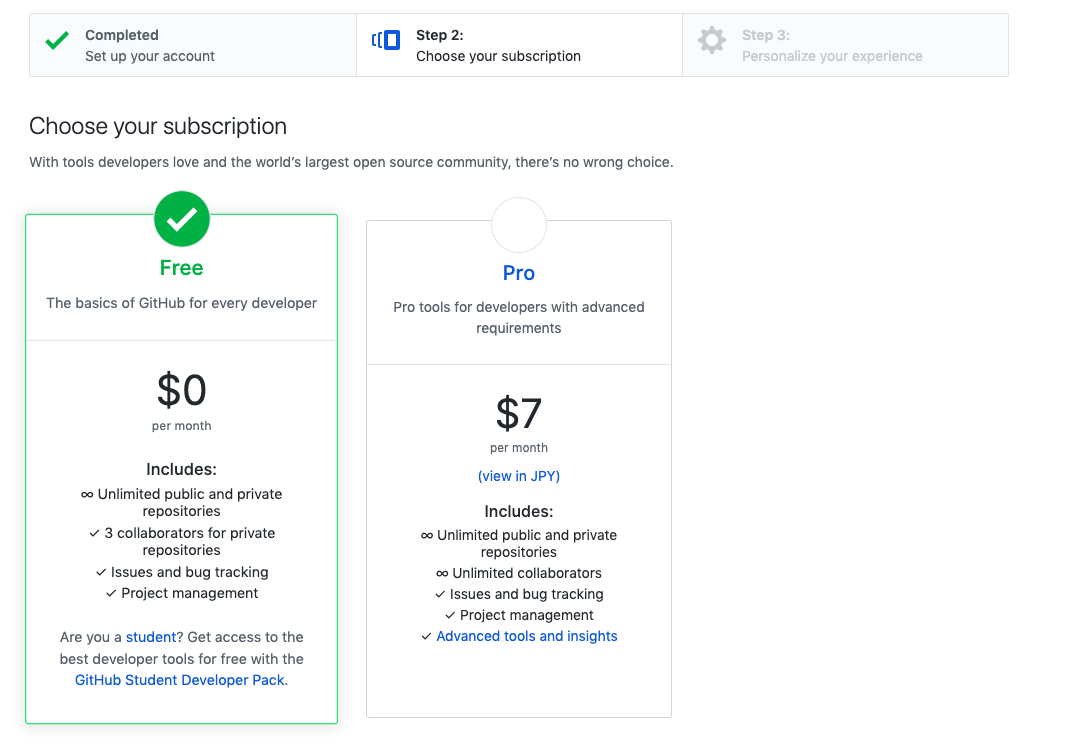 Completed
Set up your account
Step 2:
Choose your subscription
Step 3:
Personalize your experience
Choose your subscription
With tools developers love and the world’s largest open source community, there’s no wrong choice.
Free
The basics of GitHub for every developer
$0
per month
Includes:
∞ Unlimited public and private
repositories
✓ 3 collaborators for private
repositories
✓ Issues and bug tracking
✓ Project management
Are you a student? Get access to the
best developer tools for free with the
GitHub Student Developer Pack.
Pro
Pro tools for developers with advanced
requirements
$7
per month
(view in JPY)
Includes:
∞ Unlimited public and private
repositories
∞ Unlimited collaborators
✓ Issues and bug tracking
✓ Project management
✓ Advanced tools and insights